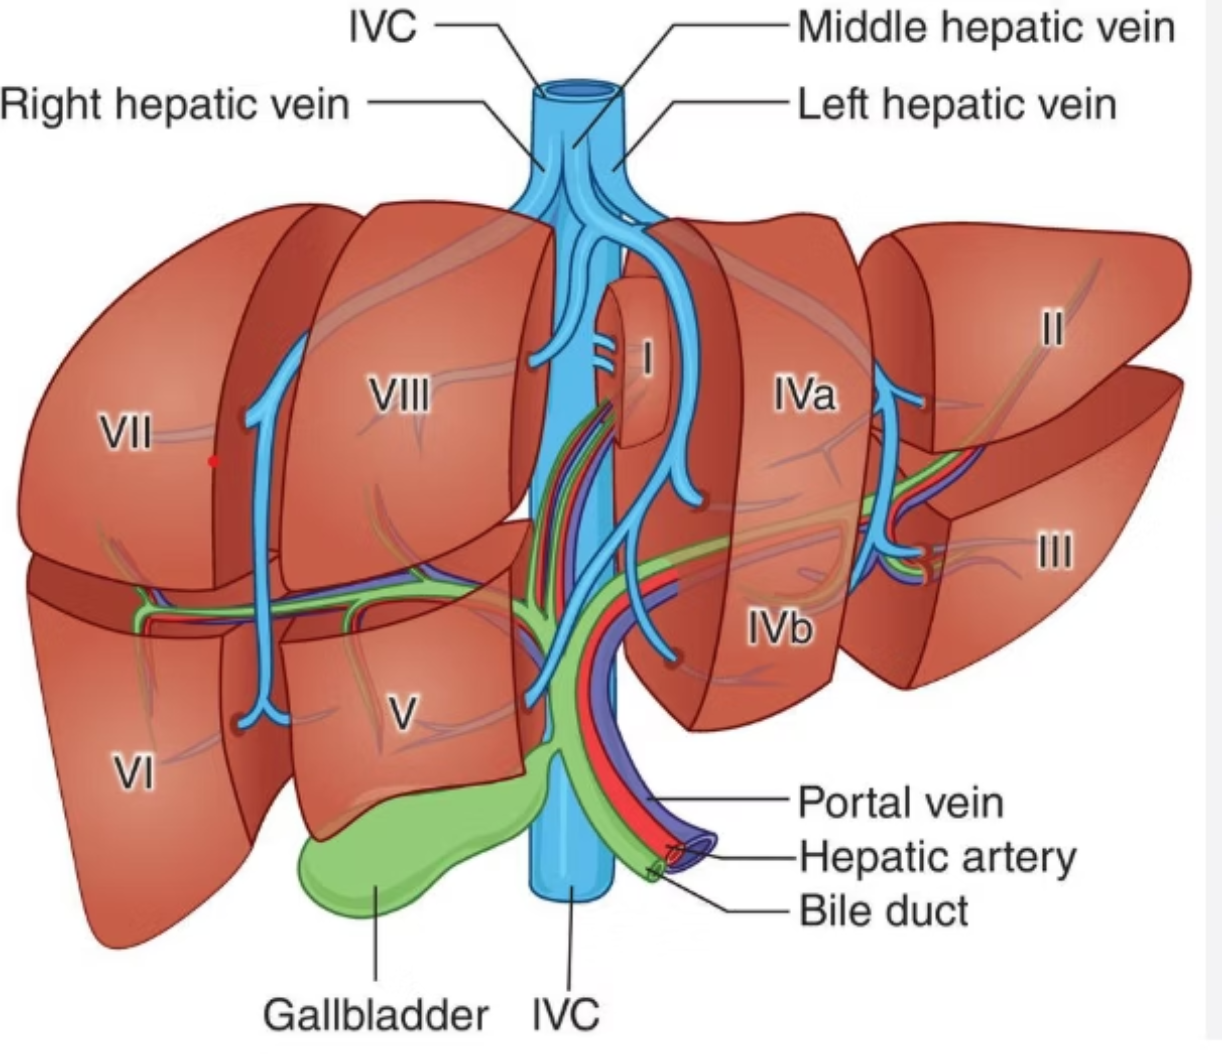 IVC
Middle hepatic vein
Right hepatic vein
Left hepatic vein
II
I
VIII
IVa
VII
III
IVb
V
VI
Portal vein
Hepatic artery
Bile duct
Gallbladder
IVC